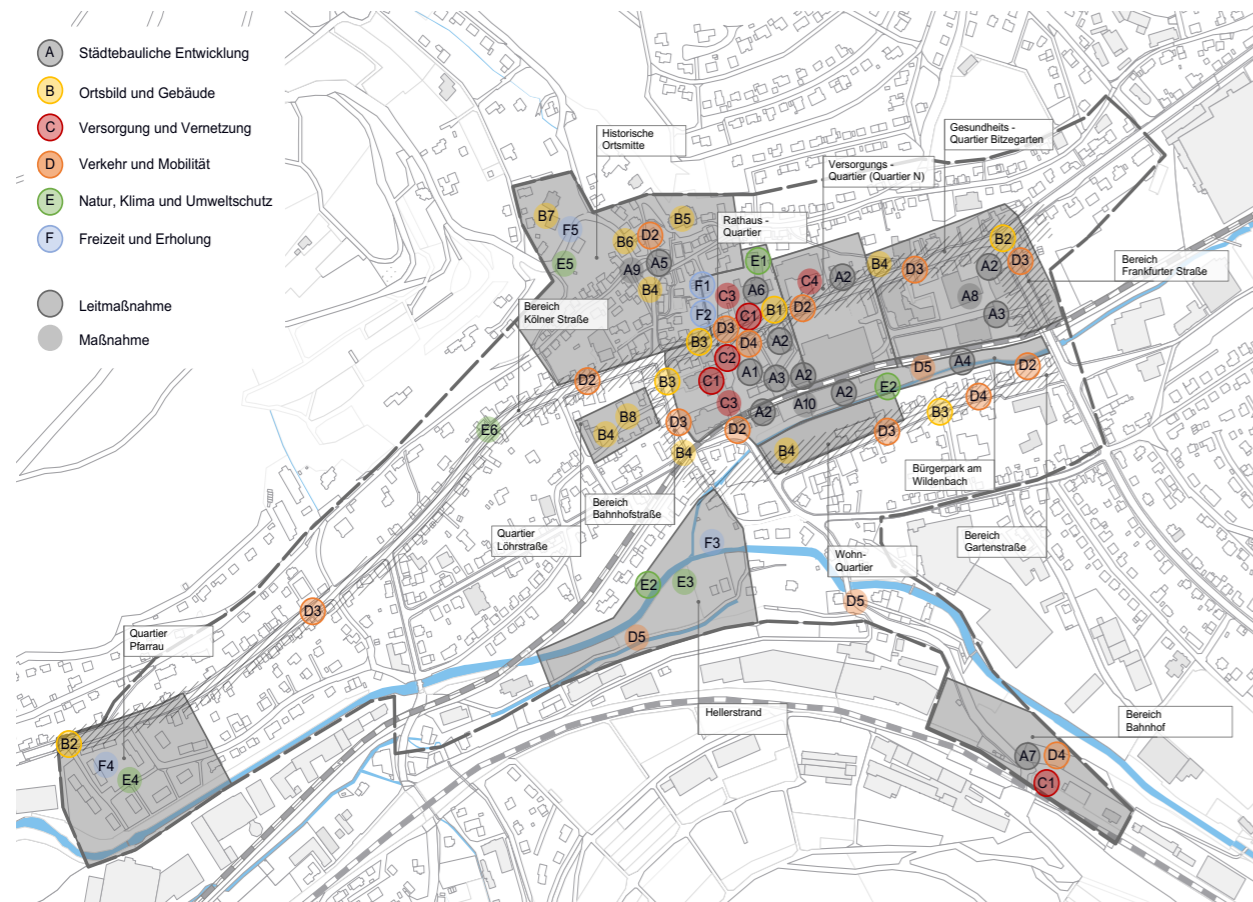 A Städtebauliche Entwicklung
B Ortsbild und Gebäude
C Versorgung und Vernetzung
D Verkehr und Mobilität
E Natur, Klima und Umweltschutz
F Freizeit und Erholung
Leitmaßnahme
Maßnahme
Historische
Ortsmitte
Gesundheits -
Quartier Bitzegarten
Versorgungs -
Quartier (Quartier N)
Rathaus -
Quartier
Bereich
Frankfurter Straße
Bereich
Kölner Straße
B7
F5
B6
D2
B5
E5
A9
A5
B4
E1
F1
C3
A6
C4
A2
B4
D3
B2
A2
D3
A8
A3
F2
C1
B1
D2
D3
B3
D4
A2
C2
A1
A3
A2
C1
B3
C3
A2
A10
A2
E2
D5
A4
D2
D4
B3
D3
B4
D2
D3
B4
B8
B4
D2
E6
Bürgerpark am
Wildenbach
Bereich
Bahnhofstraße
Quartier
Löhrstraße
Bereich
Gartenstraße
Wohn-
Quartier
F3
E2
E3
D5
D5
D3
Quartier
Pfarrau
Hellerstrand
Bereich
Bahnhof
B2
F4
E4
A7
D4
C1